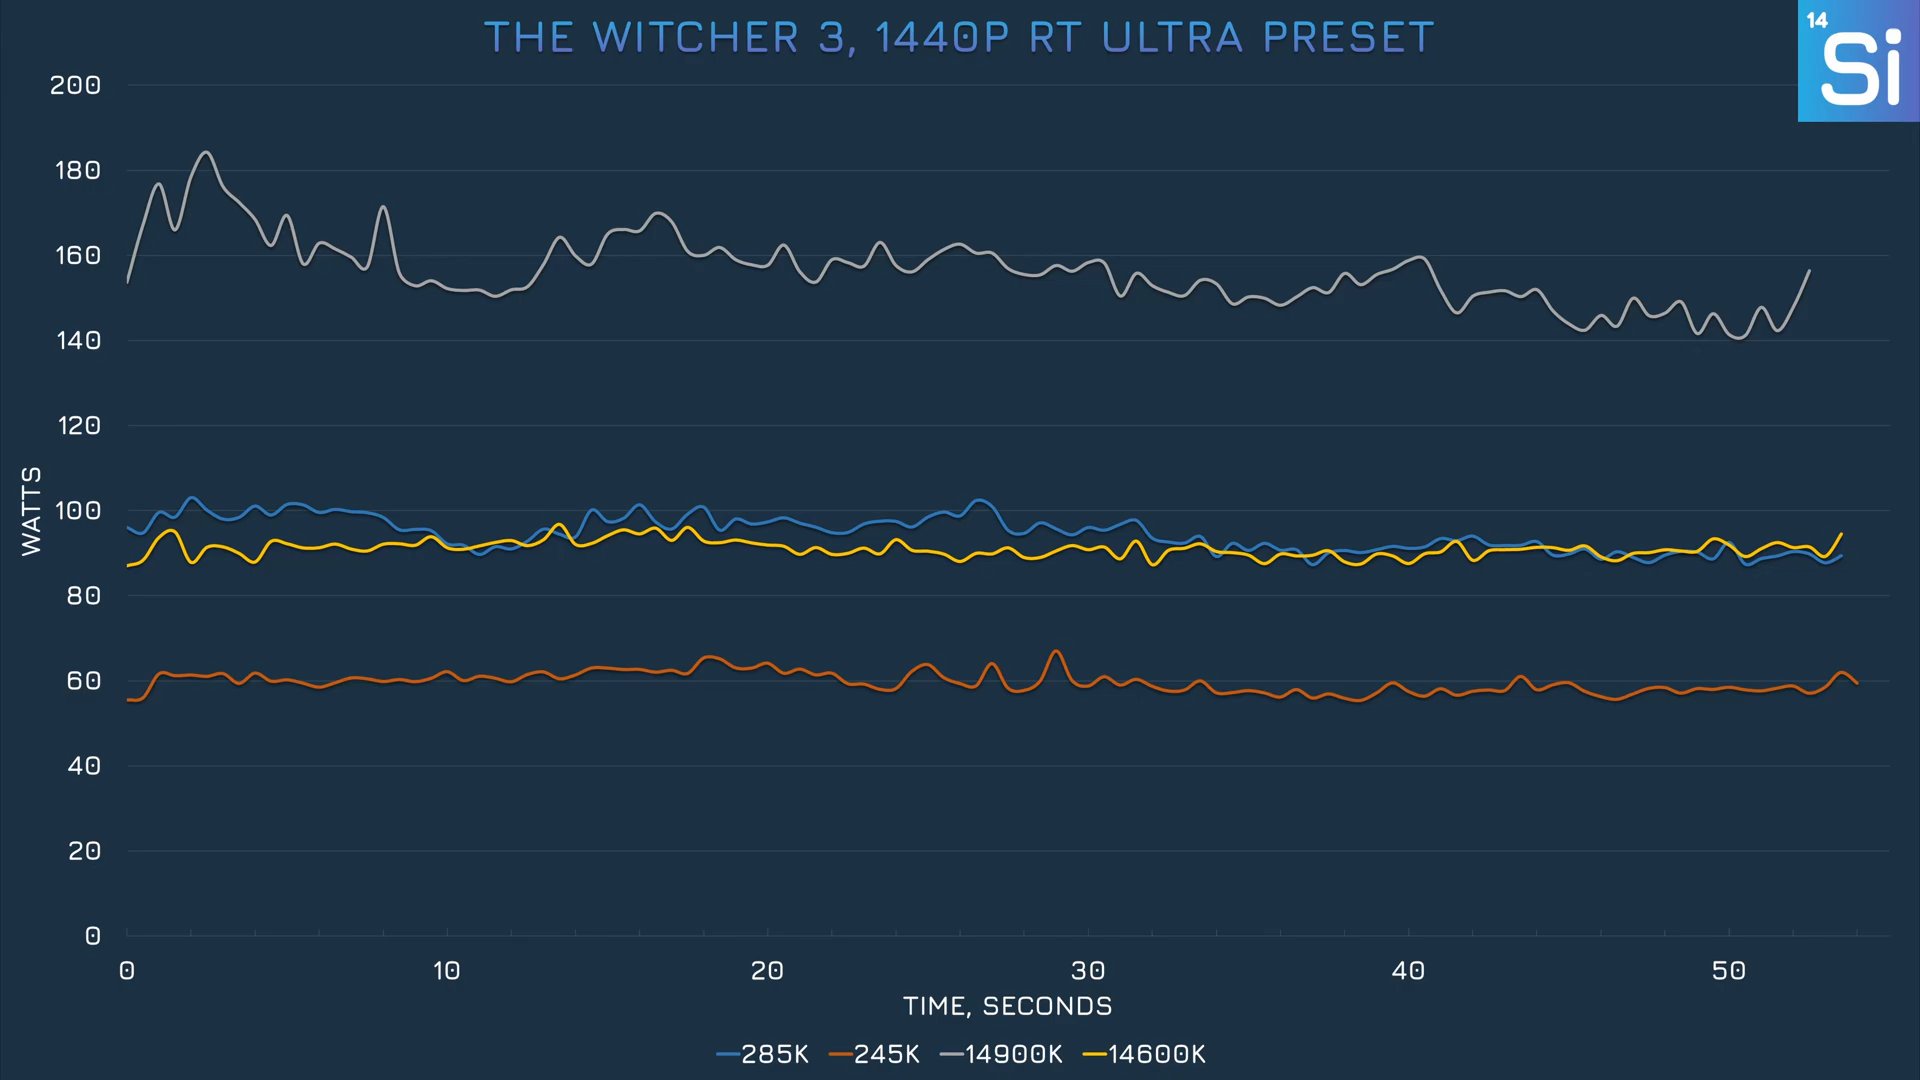 THE WITCHER 3, 1440P RT ULTRA PRESET
14
Si
200
180
160
140
120
100
80
60
40
20
0
WATTS
0 10 20 30 40 50
TIME, SECONDS
285K 245K 14900K 14600K